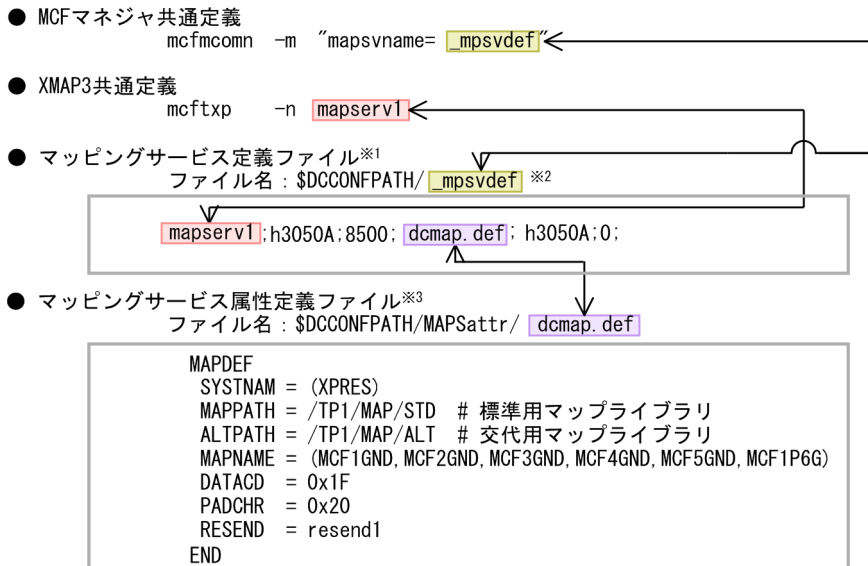 ● MCFマネジャ共通定義
mcfmcomn -m "mapsvname= _mpsvdef"
● XMAP3共通定義
mcftxp -n mapserv1
● マッピングサービス定義ファイル※1
ファイル名：$DCCONFPATH/ _mpsvdef ※2
mapserv1;h3050A;8500; dcmap.def; h3050A;0;
● マッピングサービス属性定義ファイル※3
ファイル名：$DCCONFPATH/MAPSattr/ dcmap.def
MAPDEF
SYSTNAM = (XPRES)
MAPPATH = /TP1/MAP/STD # 標準用マップライブラリ
ALTPATH = /TP1/MAP/ALT # 交代用マップライブラリ
MAPNAME = (MCF1GND,MCF2GND,MCF3GND,MCF4GND,MCF5GND,MCF1P6G)
DATACD = 0x1F
PADCHR = 0x20
RESEND = resend1
END